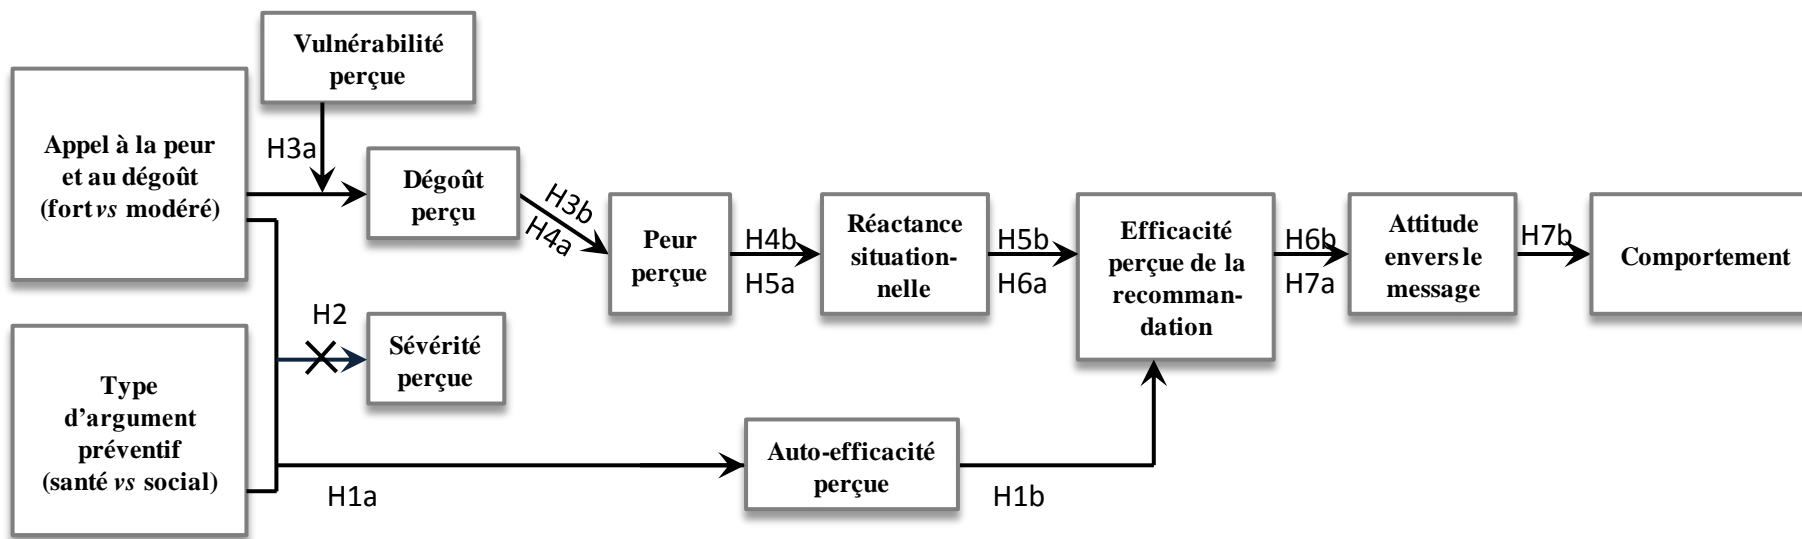 Vulnérabilité
perçue
Appel à la peur
et au dégoût
(fort vs modéré)
H3a
Dégoût
perçu
H3b
H4a
Peur
perçue
H4b
H5a
Réactance
situation-
nelle
H5b
H6a
Efficacité
perçue de la
recomman-
dation
H6b
H7a
Attitude
envers le
message
H7b
Comportement
H2
Sévérité
perçue
Type
d’argument
préventif
(santé vs social)
H1a
Auto-efficacité
perçue
H1b